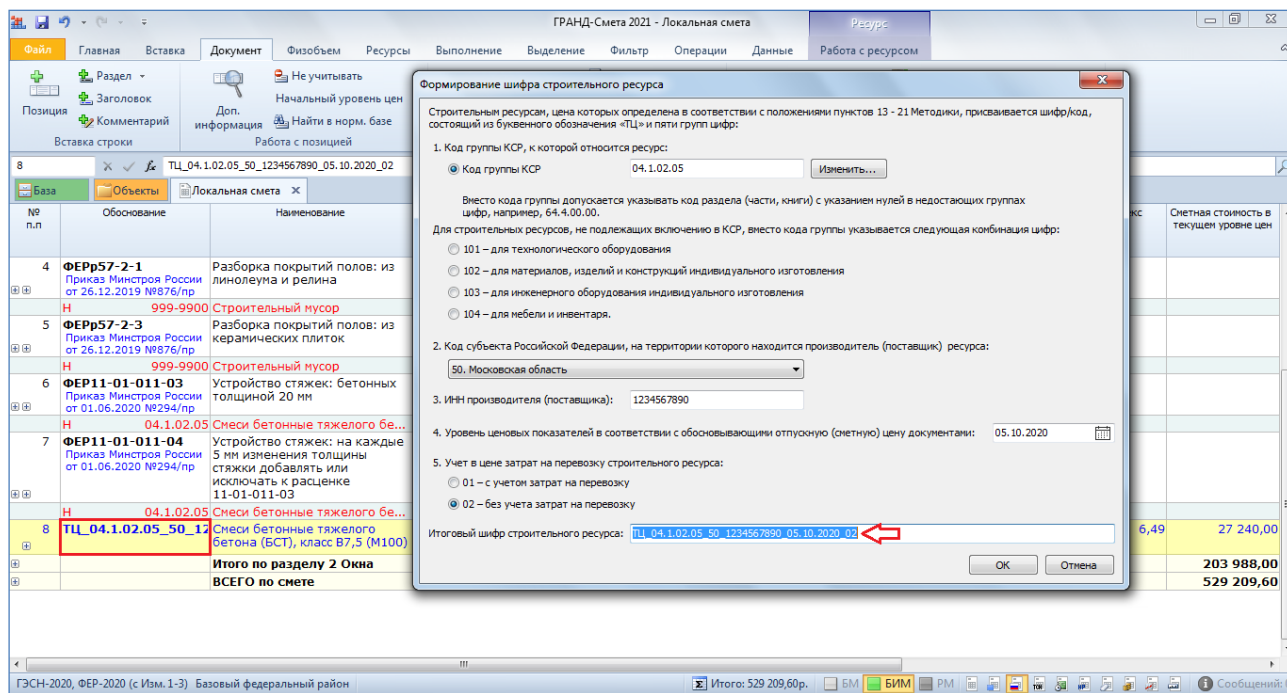 ГРАНД-Смета 2021 - Локальная смета
Ресурс
Файл Главная Вставка Документ Физобъем Ресурсы Выполнение Выделение Фильтр Операции Данные Работа с ресурсом
Позиция
Раздел
Заголовок
Комментарий
Вставка строки
Доп. информация
Не учитывать
Начальный уровень цен
Найти в норм. базе
Работа с позицией
8 fx ТЦ_04.1.02.05_50_1234567890_05.10.2020_02
База Объекты Локальная смета
№ п.п Обоснование Наименование
Сметная стоимость в текущем уровне цен
4 ФЕРр57-2-1 Разборка покрытий полов: из
Приказ Минстроя России линолеума и релина
от 26.12.2019 №876/пр
Н 999-9900 Строительный мусор
5 ФЕРр57-2-3 Разборка покрытий полов: из
Приказ Минстроя России керамических плиток
от 26.12.2019 №876/пр
Н 999-9900 Строительный мусор
6 ФЕР11-01-011-03 Устройство стяжек: бетонных
Приказ Минстроя России толщиной 20 мм
от 01.06.2020 №294/пр
Н 04.1.02.05 Смеси бетонные тяжелого бе...
7 ФЕР11-01-011-04 Устройство стяжек: на каждые
Приказ Минстроя России 5 мм изменения толщины
от 01.06.2020 №294/пр стяжки добавлять или
исключать к расценке
11-01-011-03
Н 04.1.02.05 Смеси бетонные тяжелого бе...
8 ТЦ_04.1.02.05_50_12 Смеси бетонные тяжелого
бетона (БСТ), класс В7,5 (М100)
6,49 27 240,00
Итого по разделу 2 Окна 203 988,00
ВСЕГО по смете 529 209,60
Формирование шифра строительного ресурса
Строительным ресурсам, цена которых определена в соответствии с положениями пунктов 13 - 21 Методики, присваивается шифр/код,
состоящий из буквенного обозначения «ТЦ» и пяти групп цифр:
1. Код группы КСР, к которой относится ресурс:
Код группы КСР 04.1.02.05 Изменить...
Вместо кода группы допускается указывать код раздела (части, книги) с указанием нулей в недостающих группах
цифр, например, 64.4.00.00.
Для строительных ресурсов, не подлежащих включению в КСР, вместо кода группы указывается следующая комбинация цифр:
101 – для технологического оборудования
102 – для материалов, изделий и конструкций индивидуального изготовления
103 – для инженерного оборудования индивидуального изготовления
104 – для мебели и инвентаря.
2. Код субъекта Российской Федерации, на территории которого находится производитель (поставщик) ресурса:
50. Московская область
3. ИНН производителя (поставщика): 1234567890
4. Уровень ценовых показателей в соответствии с обосновывающими отпускную (сметную) цену документами: 05.10.2020
5. Учет в цене затрат на перевозку строительного ресурса:
01 – с учетом затрат на перевозку
02 – без учета затрат на перевозку
Итоговый шифр строительного ресурса: ТЦ_04.1.02.05_50_1234567890_05.10.2020_02
ОК Отмена
ГЭСН-2020, ФЕР-2020 (с Изм. 1-3) Базовый федеральный район Итого: 529 209,60р. БМ БИМ РМ Сообщений: